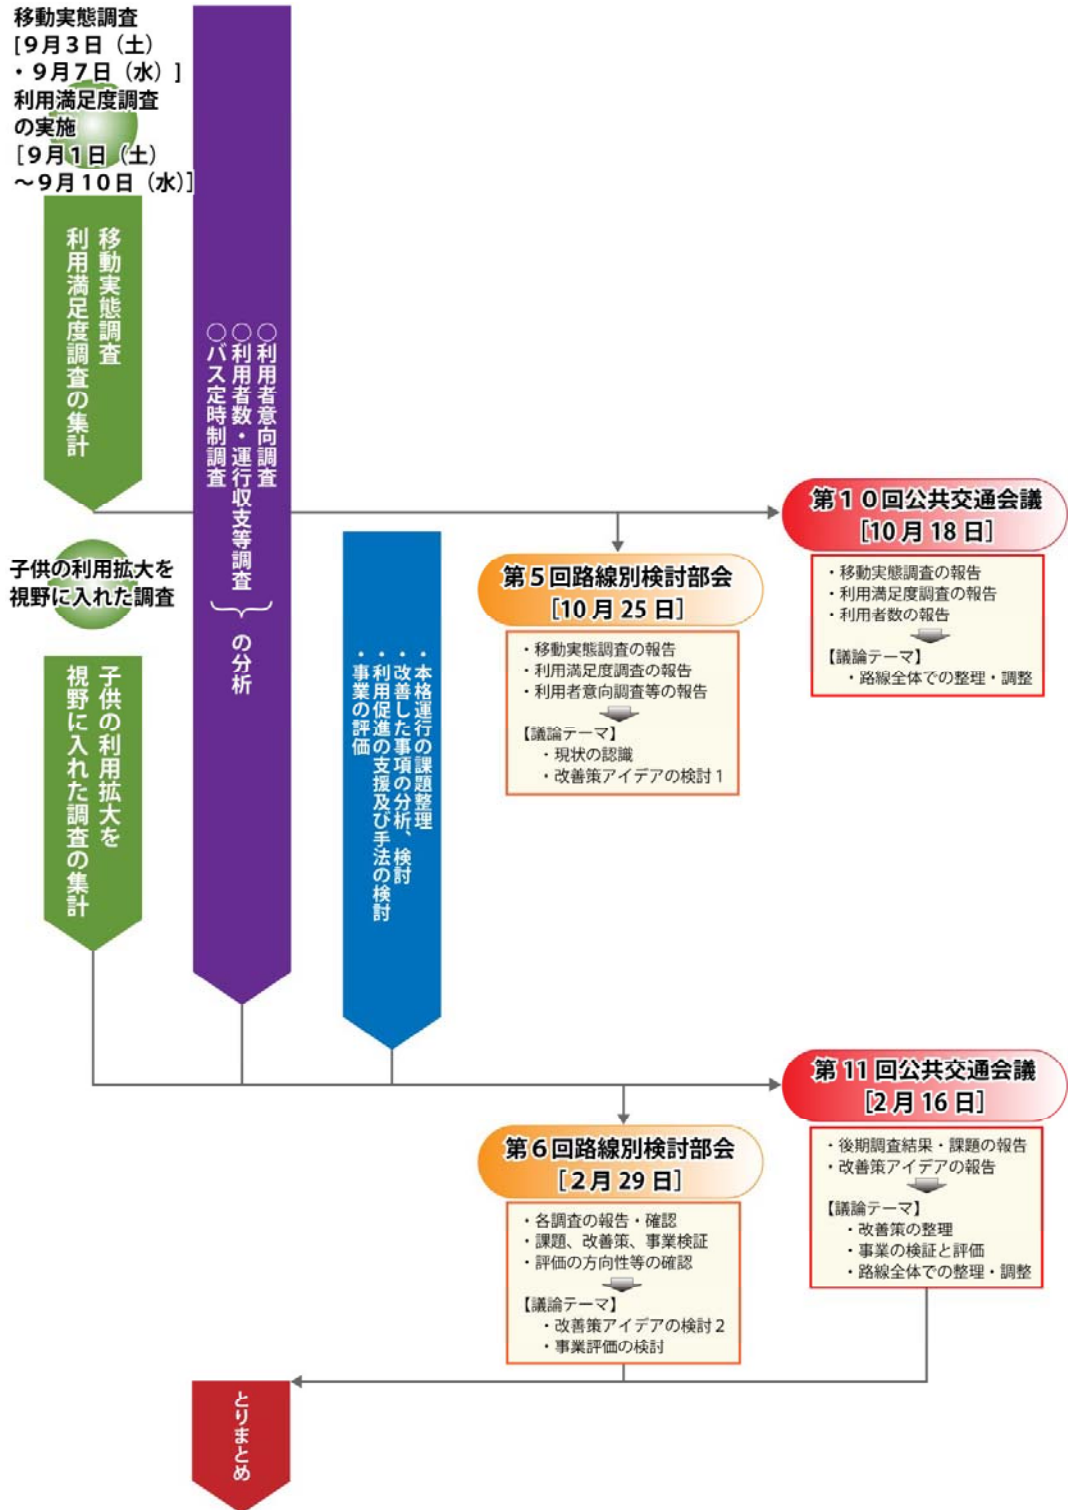 移動実態調査
[９月３日（土）
・９月７日（水）]
利用満足度調査
の実施
[９月１日（土）
～９月１０日（水）]
移動実態調査
利用満足度調査の集計
○利用者意向調査
○利用者数・運行収支等調査
○バス定時制調査
｝の分析
子供の利用拡大を
視野に入れた調査
子供の利用拡大を
視野に入れた調査の集計
・本格運行の課題整理
・改善した事項の分析、検討
・利用促進の支援及び手法の検討
・事業の評価
第１０回公共交通会議
[10月18日]
・移動実態調査の報告
・利用満足度調査の報告
・利用者数の報告
【議論テーマ】
・路線全体での整理・調整
第５回路線別検討部会
[10月25日]
・移動実態調査の報告
・利用満足度調査の報告
・利用者意向調査等の報告
【議論テーマ】
・現状の認識
・改善策アイデアの検討１
第11回公共交通会議
[2月16日]
・後期調査結果・課題の報告
・改善策アイデアの報告
【議論テーマ】
・改善策の整理
・事業の検証と評価
・路線全体での整理・調整
第６回路線別検討部会
[２月29日]
・各調査の報告・確認
・課題、改善策、事業検証
・評価の方向性等の確認
【議論テーマ】
・改善策アイデアの検討２
・事業評価の検討
とりまとめ